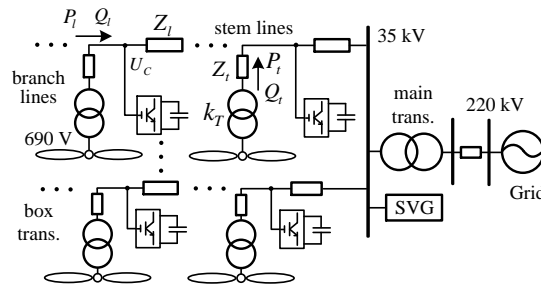 P_l Q_l
Z_l
stem lines
35 kV
branch
lines
U_C
Z_t
P_t
Q_t
k_T
690 V
main
trans.
220 kV
Grid
SVG
box
trans.